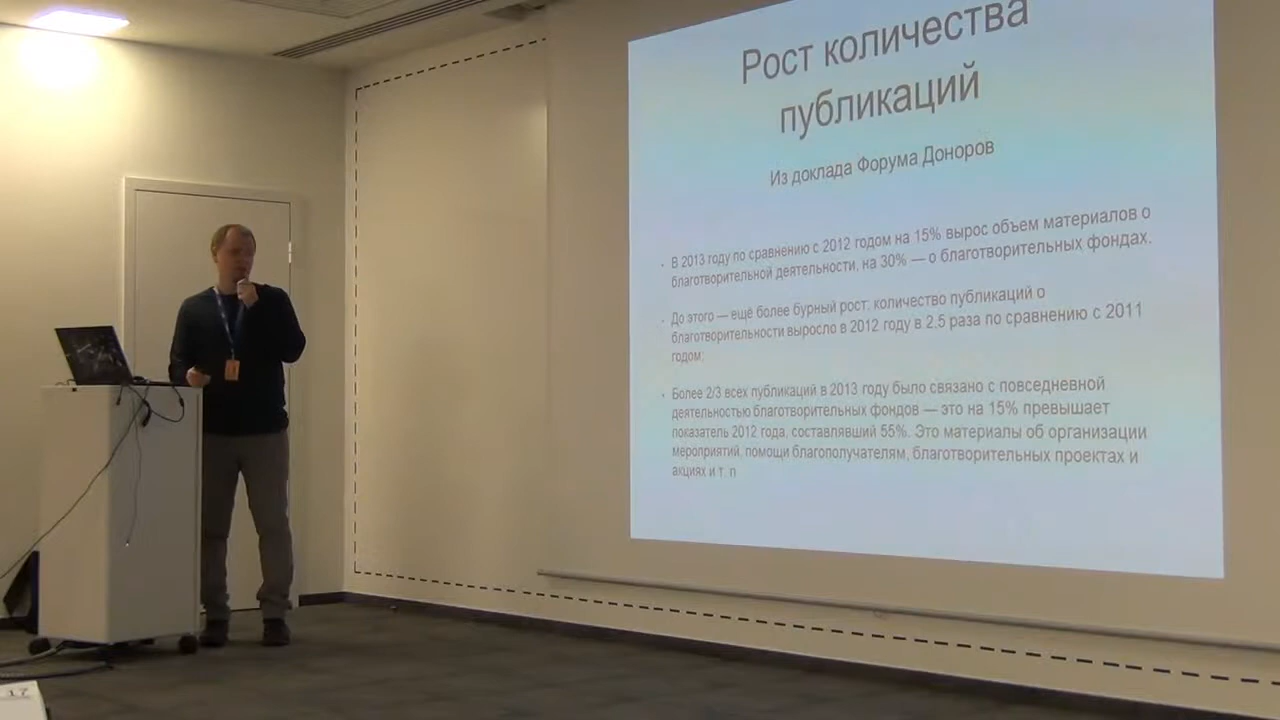 Рост количества
публикаций
Из доклада Форума Доноров
В 2013 году по сравнению с 2012 годом на 15% вырос объем материалов о
благотворительной деятельности, на 30% — о благотворительных фондах.
До этого — ещё более бурный рост: количество публикаций о
благотворительности выросло в 2012 году в 2,5 раза по сравнению с 2011
годом;
Более 2/3 всех публикаций в 2013 году было связано с повседневной
деятельностью благотворительных фондов — это на 15% превышает
показатель 2012 года, составлявший 55%. Это материалы об организации
мероприятий, помощи благополучателям, благотворительных проектах и
акциях и т. п
17